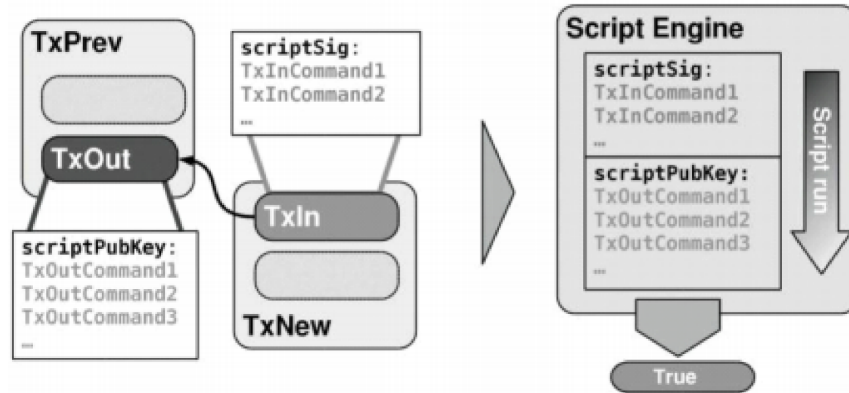 TxPrev
TxOut
scriptPubKey:
TxOutCommand1
TxOutCommand2
TxOutCommand3
…
scriptSig:
TxInCommand1
TxInCommand2
…
TxIn
TxNew
Script Engine
scriptSig:
TxInCommand1
TxInCommand2
…
scriptPubKey:
TxOutCommand1
TxOutCommand2
TxOutCommand3
…
Script run
True